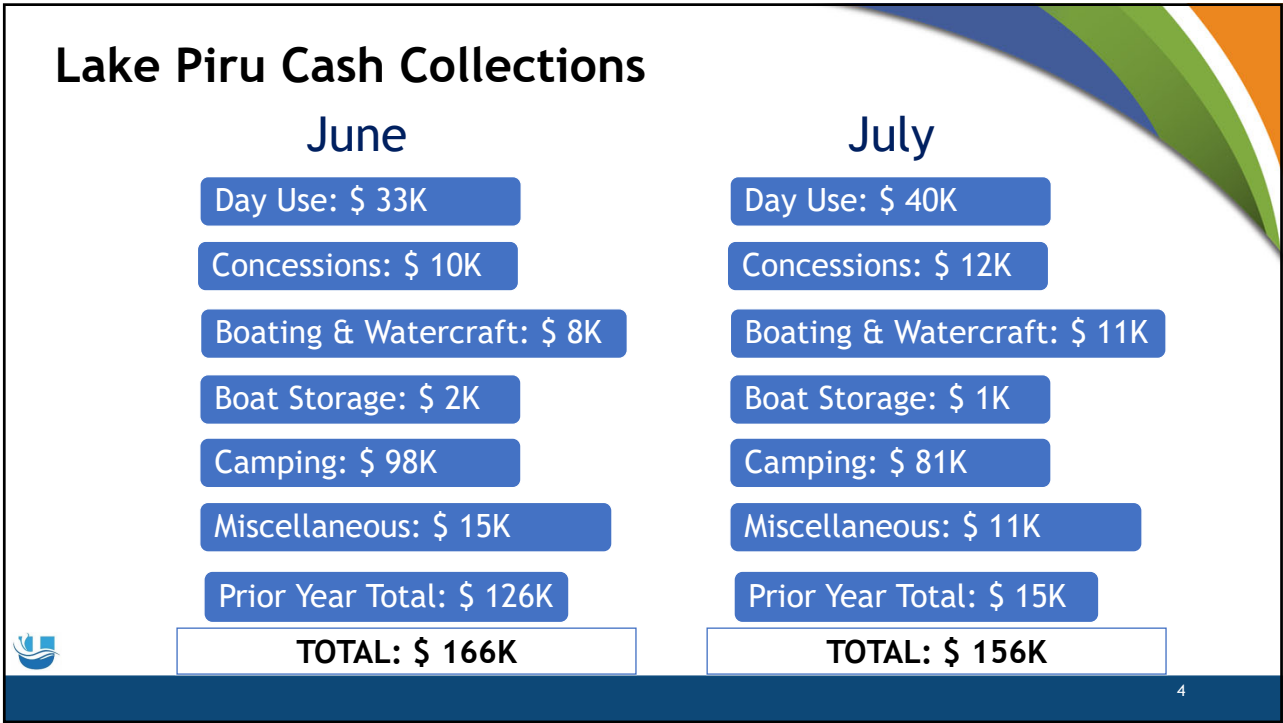 Lake Piru Cash Collections
June
Day Use: $ 33K
Concessions: $ 10K
Boating & Watercraft: $ 8K
Boat Storage: $ 2K
Camping: $ 98K
Miscellaneous: $ 15K
Prior Year Total: $ 126K
TOTAL: $ 166K
July
Day Use: $ 40K
Concessions: $ 12K
Boating & Watercraft: $ 11K
Boat Storage: $ 1K
Camping: $ 81K
Miscellaneous: $ 11K
Prior Year Total: $ 15K
TOTAL: $ 156K
4